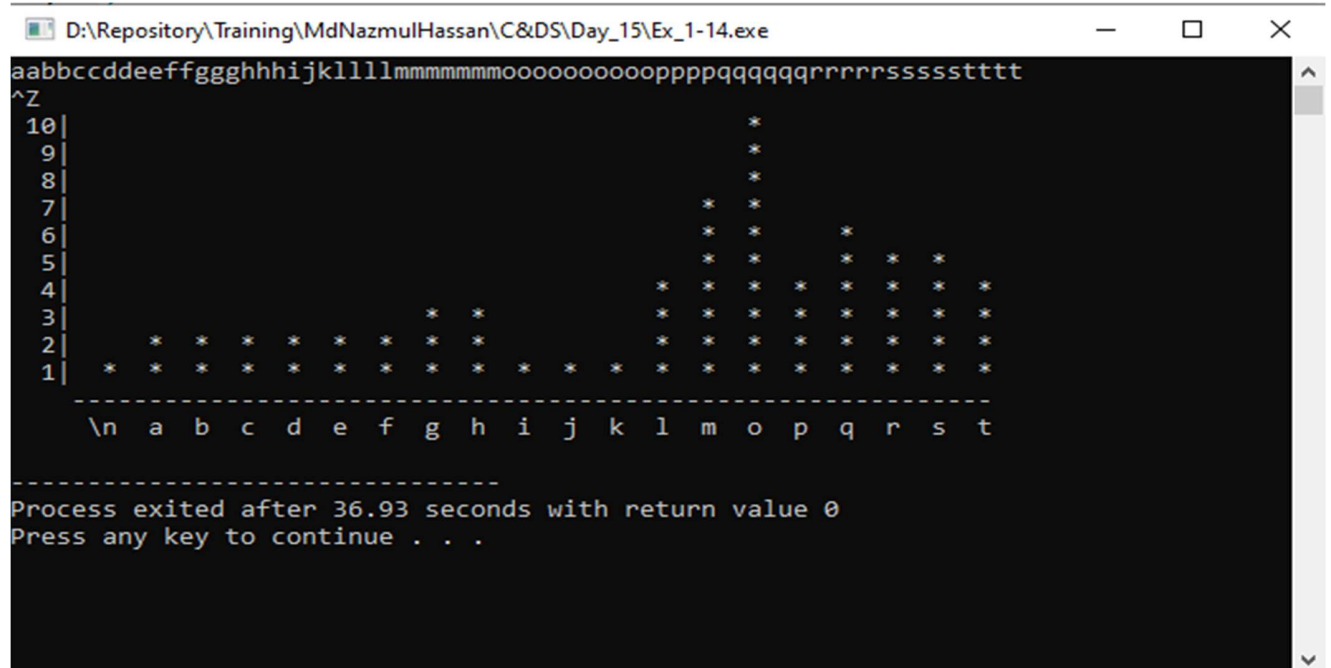 D:\Repository\Training\MdNazmulHassan\C&DS\Day_15\Ex_1-14.exe
aabbccddeeffggghhhijkllllmmmmmmmooooooooooppppqqqqqqrrrrrssssstttt
^Z
 10|                                            *
  9|                                            *
  8|                                            *
  7|                                         *  *
  6|                                         *  *     *
  5|                                         *  *     *  *  *
  4|                                      *  *  *  *  *  *  *  *
  3|                       *  *           *  *  *  *  *  *  *  *
  2|     *  *  *  *  *  *  *  *           *  *  *  *  *  *  *  *
  1|  *  *  *  *  *  *  *  *  *  *  *  *  *  *  *  *  *  *  *  *
    ------------------------------------------------------------
     \n  a  b  c  d  e  f  g  h  i  j  k  l  m  o  p  q  r  s  t
--------------------------------
Process exited after 36.93 seconds with return value 0
Press any key to continue . . .